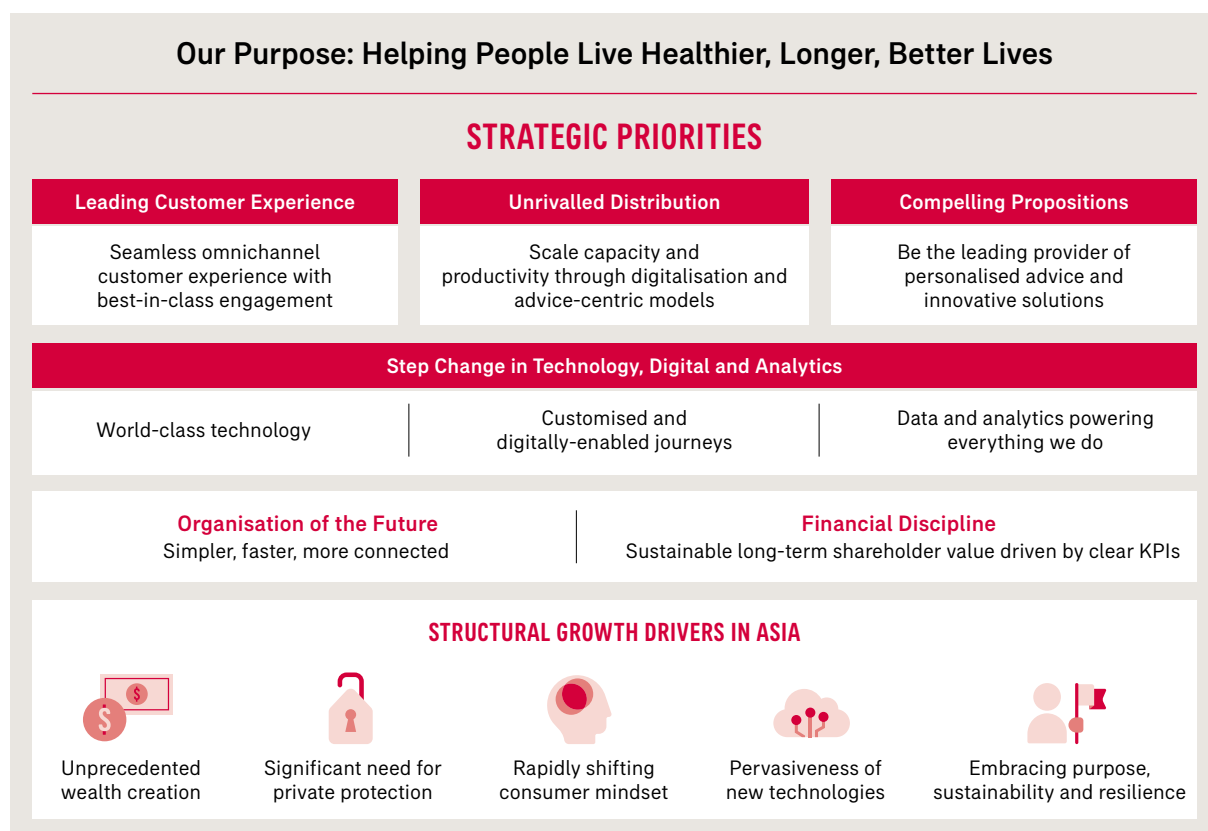 Our Purpose: Helping People Live Healthier, Longer, Better Lives
STRATEGIC PRIORITIES
Leading Customer Experience
Seamless omnichannel
customer experience with
best-in-class engagement
Unrivalled Distribution
Scale capacity and
productivity through digitalisation and
advice-centric models
Compelling Propositions
Be the leading provider of
personalised advice and
innovative solutions
Step Change in Technology, Digital and Analytics
World-class technology
Customised and
digitally-enabled journeys
Data and analytics powering
everything we do
Organisation of the Future
Simpler, faster, more connected
Financial Discipline
Sustainable long-term shareholder value driven by clear KPIs
STRUCTURAL GROWTH DRIVERS IN ASIA
$
$
Unprecedented
wealth creation
Significant need for
private protection
Rapidly shifting
consumer mindset
Pervasiveness of
new technologies
Embracing purpose,
sustainability and resilience